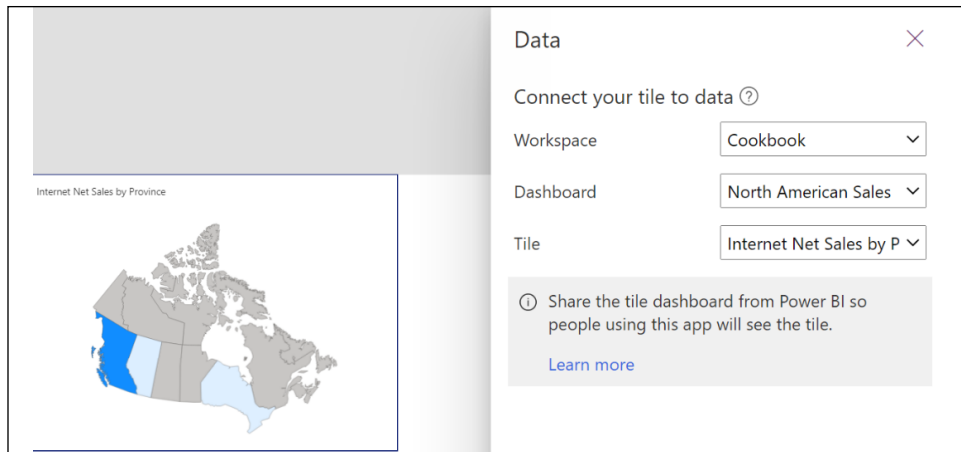 Data
Connect your tile to data ?
Workspace
Cookbook
Dashboard
North American Sales
Tile
Internet Net Sales by P
Share the tile dashboard from Power BI so
people using this app will see the tile.
Learn more
Internet Net Sales by Province